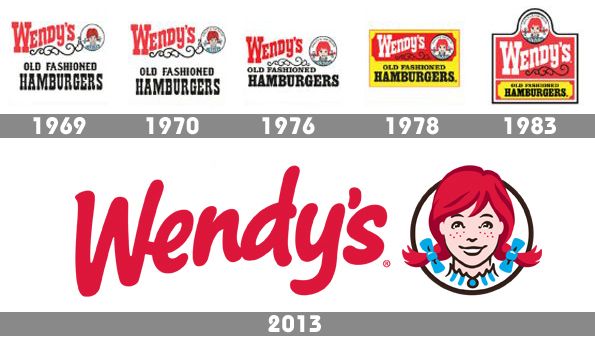 Wendy's
OLD FASHIONED
HAMBURGERS
Wendy's
OLD FASHIONED
HAMBURGERS
Wendy's
OLD FASHIONED
HAMBURGERS
Wendy's
OLD FASHIONED
HAMBURGERS.
Wendy's
OLD FASHIONED
HAMBURGERS.
1969 1970 1976 1978 1983
Wendy's®
2013